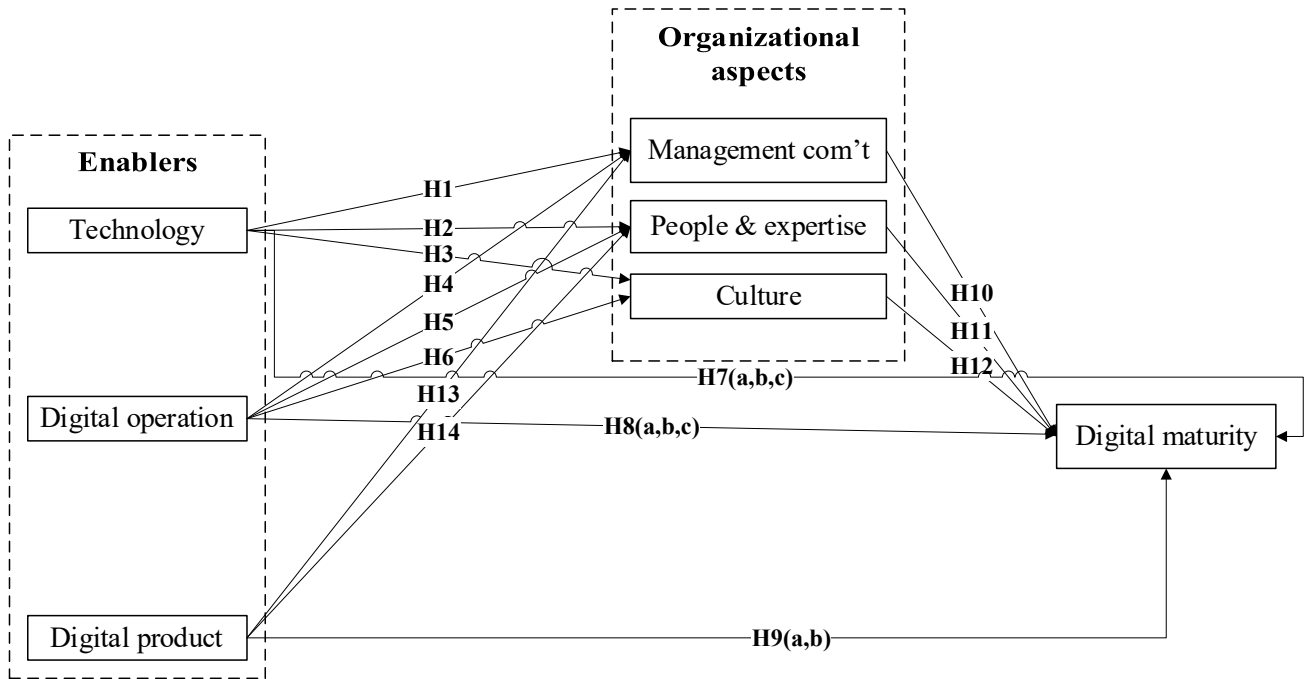 Organizational
aspects
Enablers
Management com’t
H1
Technology
H2
People & expertise
H3
H4
Culture
H10
H5
H11
H6
H12
H7(a,b,c)
H13
Digital operation
H14
H8(a,b,c)
Digital maturity
Digital product
H9(a,b)